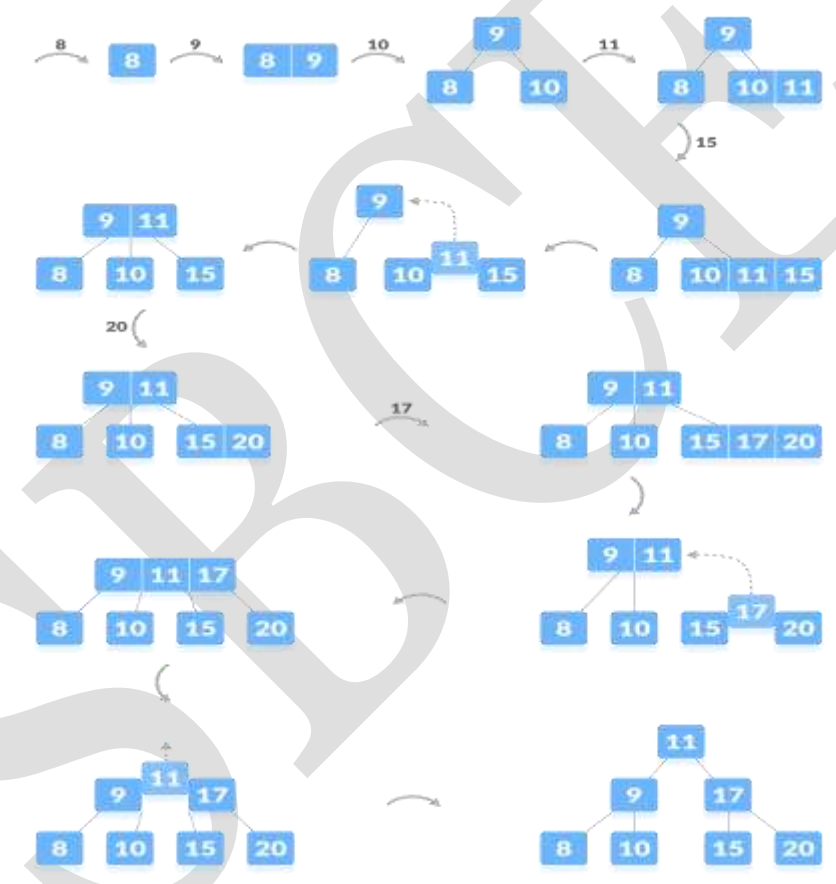 8 9 10 9 11 9
8 8 9 8 10 8 10 11
15
9 11 9 9
8 10 15 8 10 11 15 8 10 11 15
20
9 11 17 9 11
8 10 15 20 8 10 15 17 20
9 11 17 9 11
8 10 15 20 8 10 15 17 20
11 11
9 17 9 17
8 10 15 20 8 10 15 20